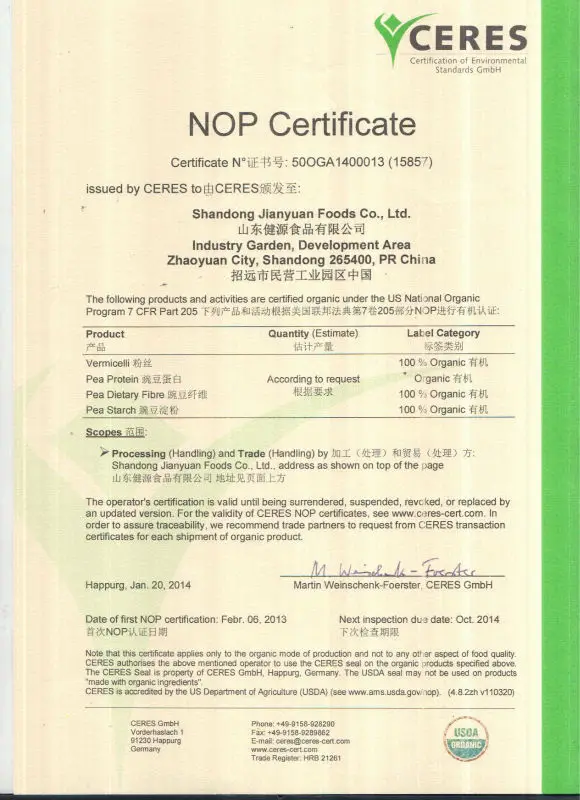 CERES
Certification of Environmental
Standards GmbH
NOP Certificate
Certificate N°证书号: 50OGA1400013 (15857)
issued by CERES to由CERES颁发至:
Shandong Jianyuan Foods Co., Ltd.
山东健源食品有限公司
Industry Garden, Development Area
Zhaoyuan City, Shandong 265400, PR China
招远市民营工业园区中国
The following products and activities are certified organic under the US National Organic
Program 7 CFR Part 205 下列产品和活动根据美国联邦法典第7卷205部分NOP进行有机认证:
Product Quantity (Estimate) Label Category
产品 估计产量 标签类别
Vermicelli 粉丝 100 % Organic 有机
Pea Protein 豌豆蛋白 According to request Organic 有机
Pea Dietary Fibre 豌豆纤维 根据要求 100 % Organic 有机
Pea Starch 豌豆淀粉 100 % Organic 有机
Scopes 范围:
Processing (Handling) and Trade (Handling) by 加工（处理）和贸易（处理）方:
Shandong Jianyuan Foods Co., Ltd., address as shown on top of the page
山东健源食品有限公司 地址见页面上方
The operator's certification is valid until being surrendered, suspended, revoked, or replaced by
an updated version. For the validity of CERES NOP certificates, see www.ceres-cert.com. In
order to assure traceability, we recommend trade partners to request from CERES transaction
certificates for each shipment of organic product.
M. Weinschenk-Foerster
Happurg, Jan. 20, 2014 Martin Weinschenk-Foerster, CERES GmbH
Date of first NOP certification: Febr. 06, 2013 Next inspection due date: Oct. 2014
首次NOP认证日期 下次检查期限
Note that this certificate applies only to the organic mode of production and not to any other aspect of food quality.
CERES authorises the above mentioned operator to use the CERES seal on the organic products specified above.
The CERES Seal is property of CERES GmbH, Happurg, Germany. The USDA seal may not be used on products
"made with organic ingredients".
CERES is accredited by the US Department of Agriculture (USDA) (see www.ams.usda.gov/nop). (4.8.2zh v110320)
CERES GmbH Phone: +49-9158-928290
Vorderhaslach 1 Fax: +49-9158-9289862
91230 Happurg E-mail: ceres@ceres-cert.com
Germany www.ceres-cert.com
Trade Register: HRB 21261
USDA
ORGANIC